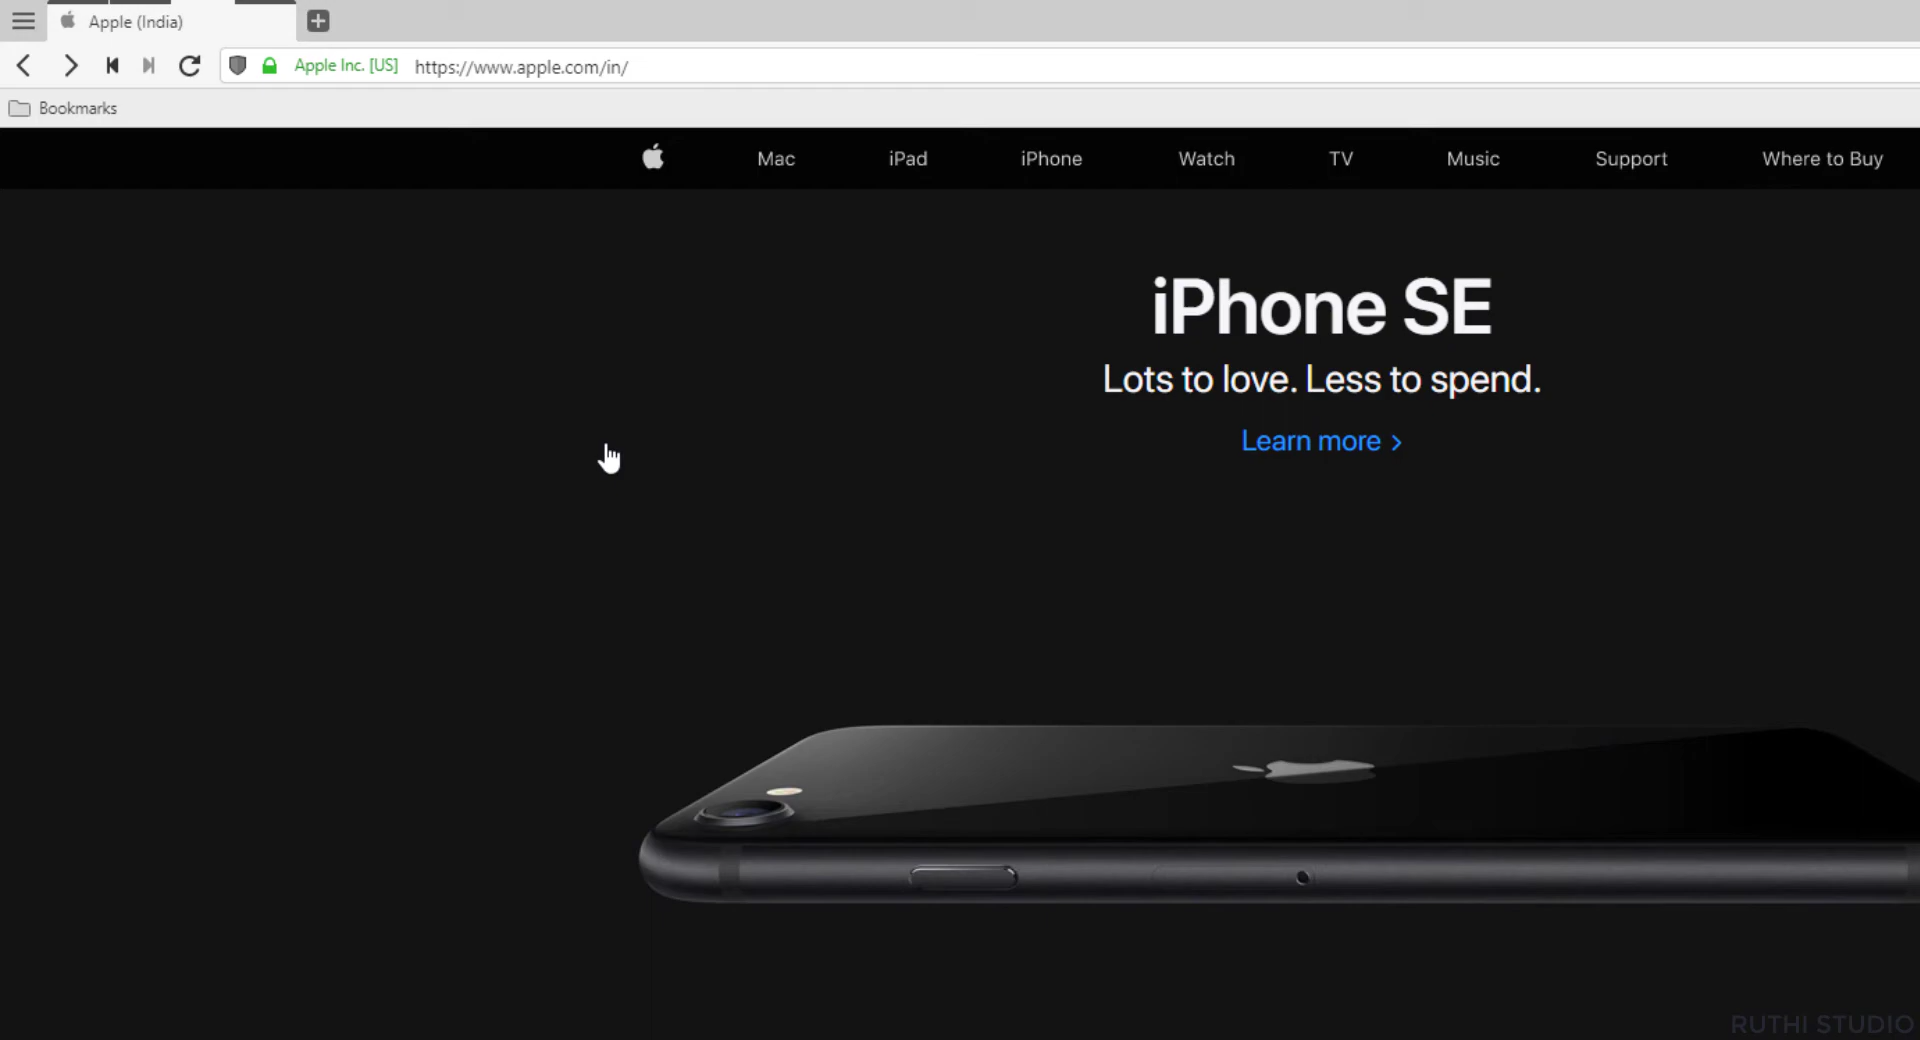 Apple (India)
Apple Inc. [US] https://www.apple.com/in/
Bookmarks
Mac iPad iPhone Watch TV Music Support Where to Buy
iPhone SE
Lots to love. Less to spend.
Learn more >
RUTHI STUDIO